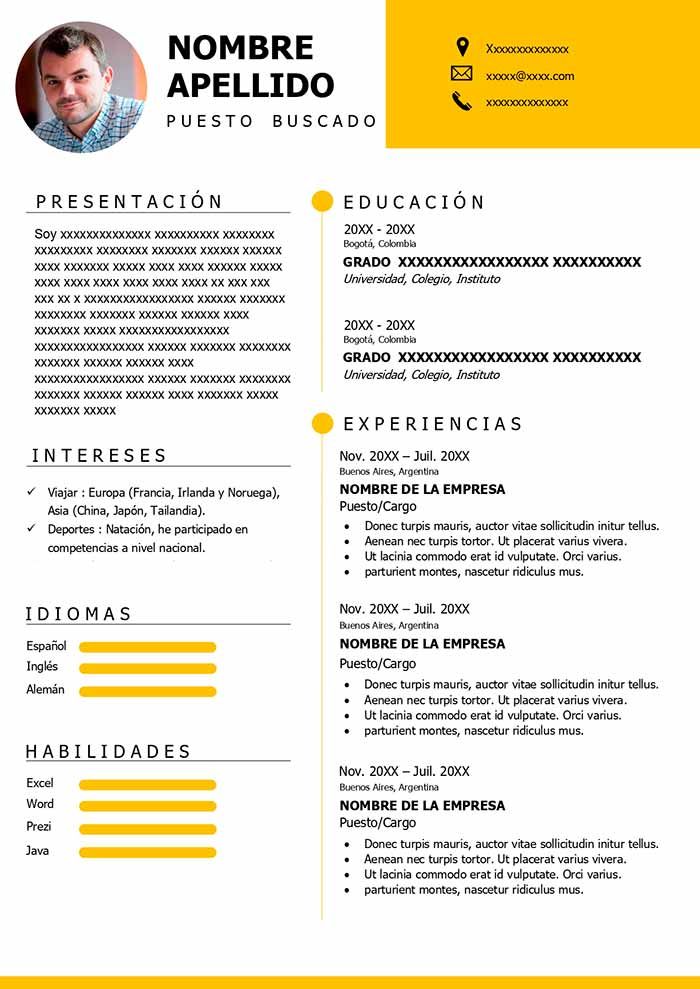 NOMBRE
APELLIDO
PUESTO BUSCADO
Xxxxxxxxxxxxxx
xxxxx@xxxx.com
xxxxxxxxxxxxxx
PRESENTACIÓN
Soy xxxxxxxxxxxxxx xxxxxxxxxx xxxxxxxx
xxxxxxxxx xxxxxxxx xxxxxxx xxxxxx xxxxxx
xxxx xxxxxxx xxxxx xxxx xxxx xxxxxx xxxxx
xxxx xxxx xxxx xxxx xxxx xxxx xx xxx xxx
xxx xx x xxxxxxxxxxxxxxxxx xxxxxx xxxxxxx
xxxxxxxx xxxxxxx xxxxxx xxxxxx xxxx
xxxxxx xxxxx xxxxxxxxxxxxxxxxx
xxxxxxxxxxxxxxxxx xxxxxx xxxxxxx xxxxxxxx
xxxxxxx xxxxxx xxxxxx xxxx
xxxxxxxxxxxxxxxxx xxxxxx xxxxxxx xxxxxxxx
xxxxxxx xxxxxx xxxxxx xxxx xxxxxxx xxxxx
xxxxxxx xxxxx
INTERESES
✓ Viajar : Europa (Francia, Irlanda y Noruega),
Asia (China, Japón, Tailandia).
✓ Deportes : Natación, he participado en
competencias a nivel nacional.
IDIOMAS
Español
Inglés
Alemán
HABILIDADES
Excel
Word
Prezi
Java
EDUCACIÓN
20XX - 20XX
Bogotá, Colombia
GRADO XXXXXXXXXXXXXXXXX XXXXXXXXXX
Universidad, Colegio, Instituto
20XX - 20XX
Bogotá, Colombia
GRADO XXXXXXXXXXXXXXXXX XXXXXXXXXX
Universidad, Colegio, Instituto
EXPERIENCIAS
Nov. 20XX – Juil. 20XX
Buenos Aires, Argentina
NOMBRE DE LA EMPRESA
Puesto/Cargo
• Donec turpis mauris, auctor vitae sollicitudin initur tellus.
• Aenean nec turpis tortor. Ut placerat varius vivera.
• Ut lacinia commodo erat id vulputate. Orci varius.
• parturient montes, nascetur ridiculus mus.
Nov. 20XX – Juil. 20XX
Buenos Aires, Argentina
NOMBRE DE LA EMPRESA
Puesto/Cargo
• Donec turpis mauris, auctor vitae sollicitudin initur tellus.
• Aenean nec turpis tortor. Ut placerat varius vivera.
• Ut lacinia commodo erat id vulputate. Orci varius.
• parturient montes, nascetur ridiculus mus.
Nov. 20XX – Juil. 20XX
Buenos Aires, Argentina
NOMBRE DE LA EMPRESA
Puesto/Cargo
• Donec turpis mauris, auctor vitae sollicitudin initur tellus.
• Aenean nec turpis tortor. Ut placerat varius vivera.
• Ut lacinia commodo erat id vulputate. Orci varius.
• parturient montes, nascetur ridiculus mus.